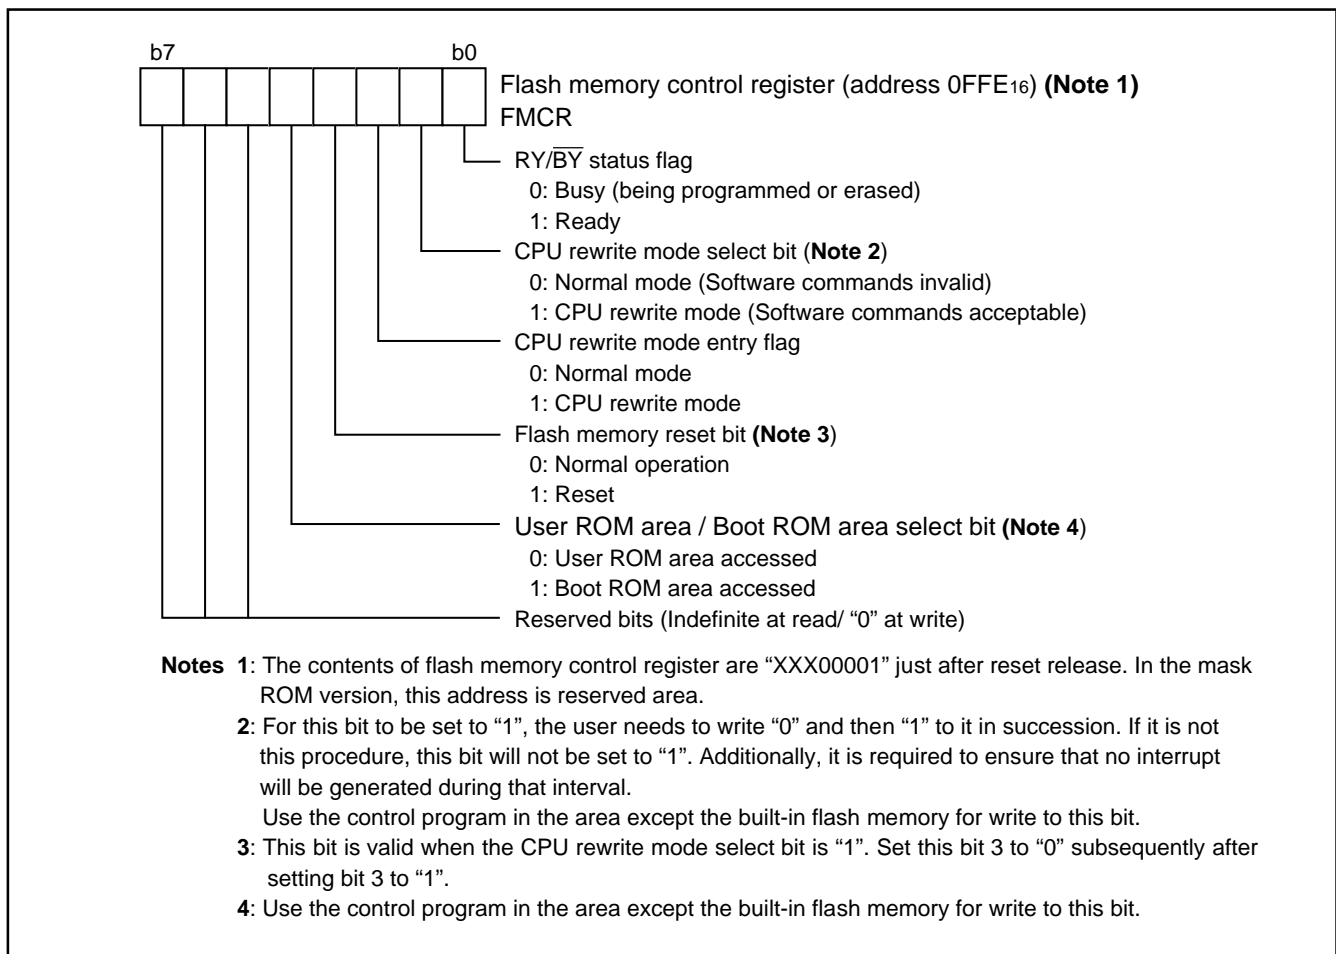 b7 b0
Flash memory control register (address 0FFE16) (Note 1)
FMCR
RY/B̅Y̅ status flag
0: Busy (being programmed or erased)
1: Ready
CPU rewrite mode select bit (Note 2)
0: Normal mode (Software commands invalid)
1: CPU rewrite mode (Software commands acceptable)
CPU rewrite mode entry flag
0: Normal mode
1: CPU rewrite mode
Flash memory reset bit (Note 3)
0: Normal operation
1: Reset
User ROM area / Boot ROM area select bit (Note 4)
0: User ROM area accessed
1: Boot ROM area accessed
Reserved bits (Indefinite at read/ “0” at write)
Notes 1: The contents of flash memory control register are “XXX00001” just after reset release. In the mask
ROM version, this address is reserved area.
2: For this bit to be set to “1”, the user needs to write “0” and then “1” to it in succession. If it is not
this procedure, this bit will not be set to “1”. Additionally, it is required to ensure that no interrupt
will be generated during that interval.
Use the control program in the area except the built-in flash memory for write to this bit.
3: This bit is valid when the CPU rewrite mode select bit is “1”. Set this bit 3 to “0” subsequently after
setting bit 3 to “1”.
4: Use the control program in the area except the built-in flash memory for write to this bit.